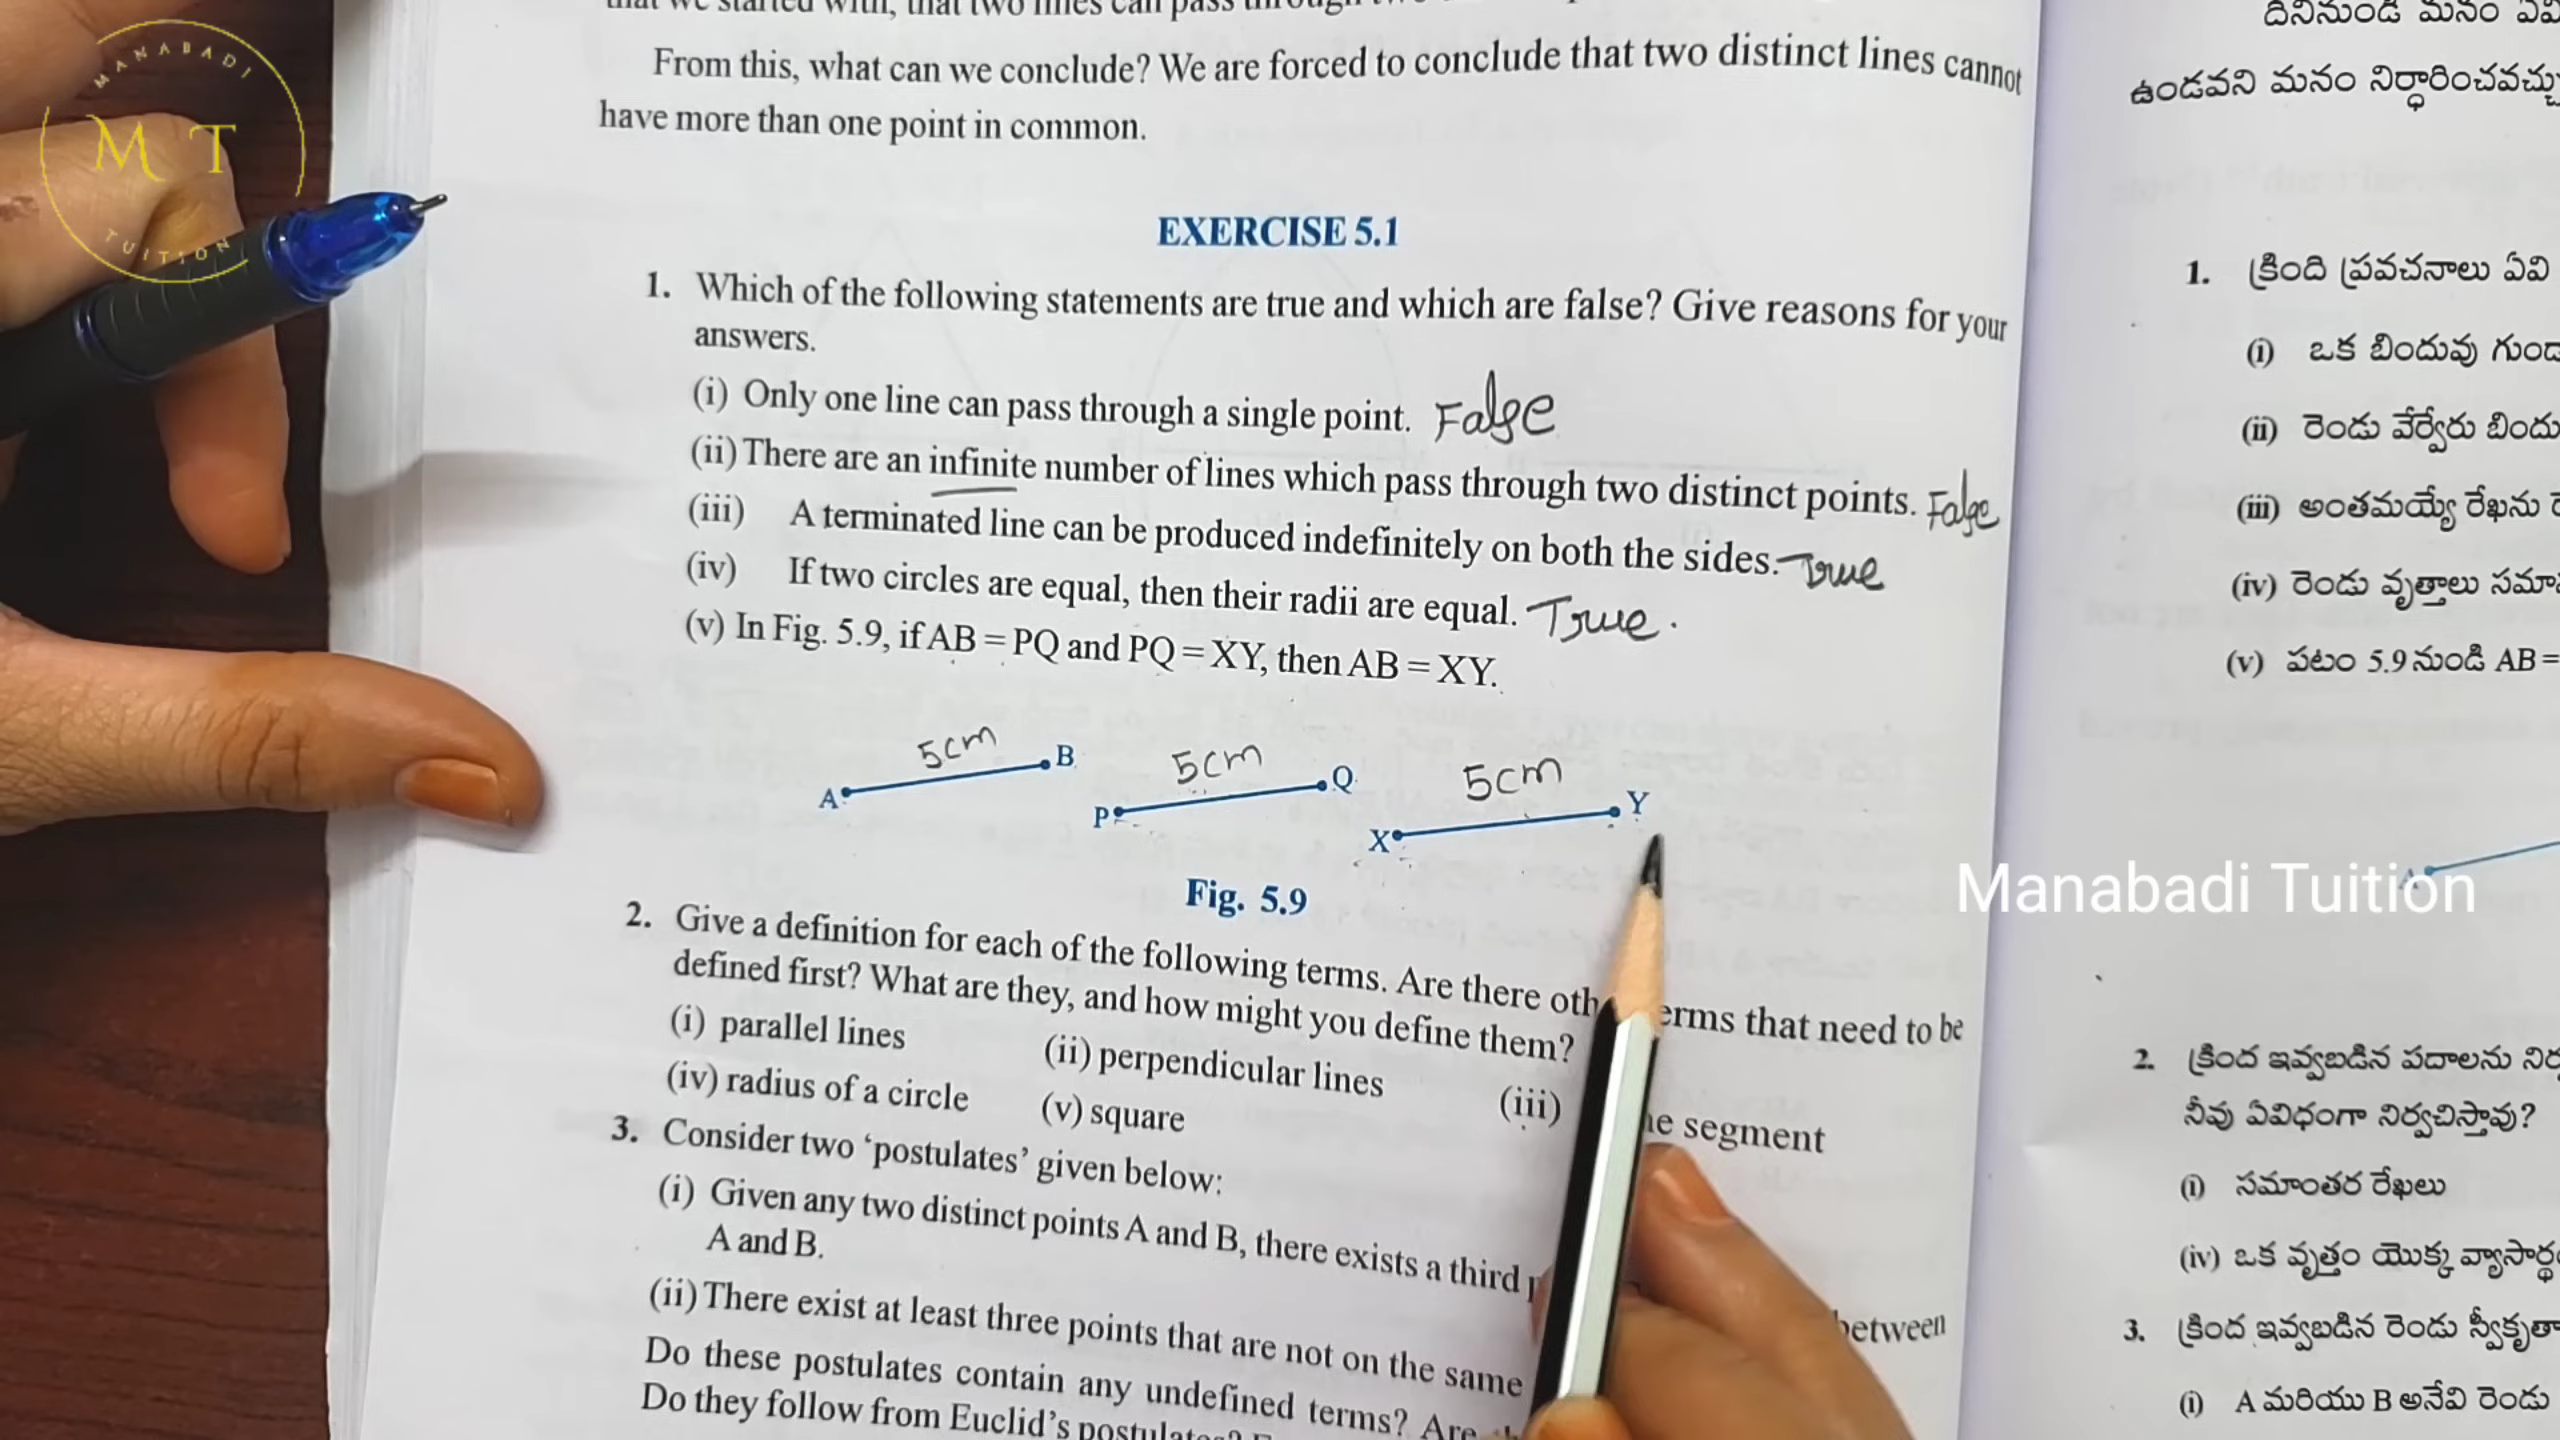 MANABADI
M T
TUITION
From this, what can we conclude? We are forced to conclude that two distinct lines cannot
have more than one point in common.
EXERCISE 5.1
1. Which of the following statements are true and which are false? Give reasons for your
answers.
(i) Only one line can pass through a single point. False
(ii) There are an infinite number of lines which pass through two distinct points. False
(iii) A terminated line can be produced indefinitely on both the sides. True
(iv) If two circles are equal, then their radii are equal. True.
(v) In Fig. 5.9, if AB = PQ and PQ = XY, then AB = XY.
A 5cm B
P 5cm Q
X 5cm Y
Fig. 5.9
2. Give a definition for each of the following terms. Are there terms that need to be
defined first? What are they, and how might you define them?
(i) parallel lines (ii) perpendicular lines (iii) segment
(iv) radius of a circle (v) square
3. Consider two ‘postulates’ given below:
(i) Given any two distinct points A and B, there exists a third between
A and B.
(ii) There exist at least three points that are not on the same
Do these postulates contain any undefined terms?
Do they follow from Euclid’s
ఉండవని మనం
1. క్రింది ప్రవచనాలు ఏవి
(i) ఒక బిందువు
(ii) రెండు వేర్వేరు
(iii) అంతమయ్యే రేఖను
(iv) రెండు వృత్తాలు
(v) పటం 5.9 నుండి AB =
A
Manabadi Tuition
2. క్రింద ఇవ్వబడిన పదాలను
నీవు ఏవిధంగా నిర్వచిస్తావు?
(i) సమాంతర రేఖలు
(iv) ఒక వృత్తం యొక్క
3. క్రింద ఇవ్వబడిన రెండు
(i) A మరియు B అనేవి రెండు